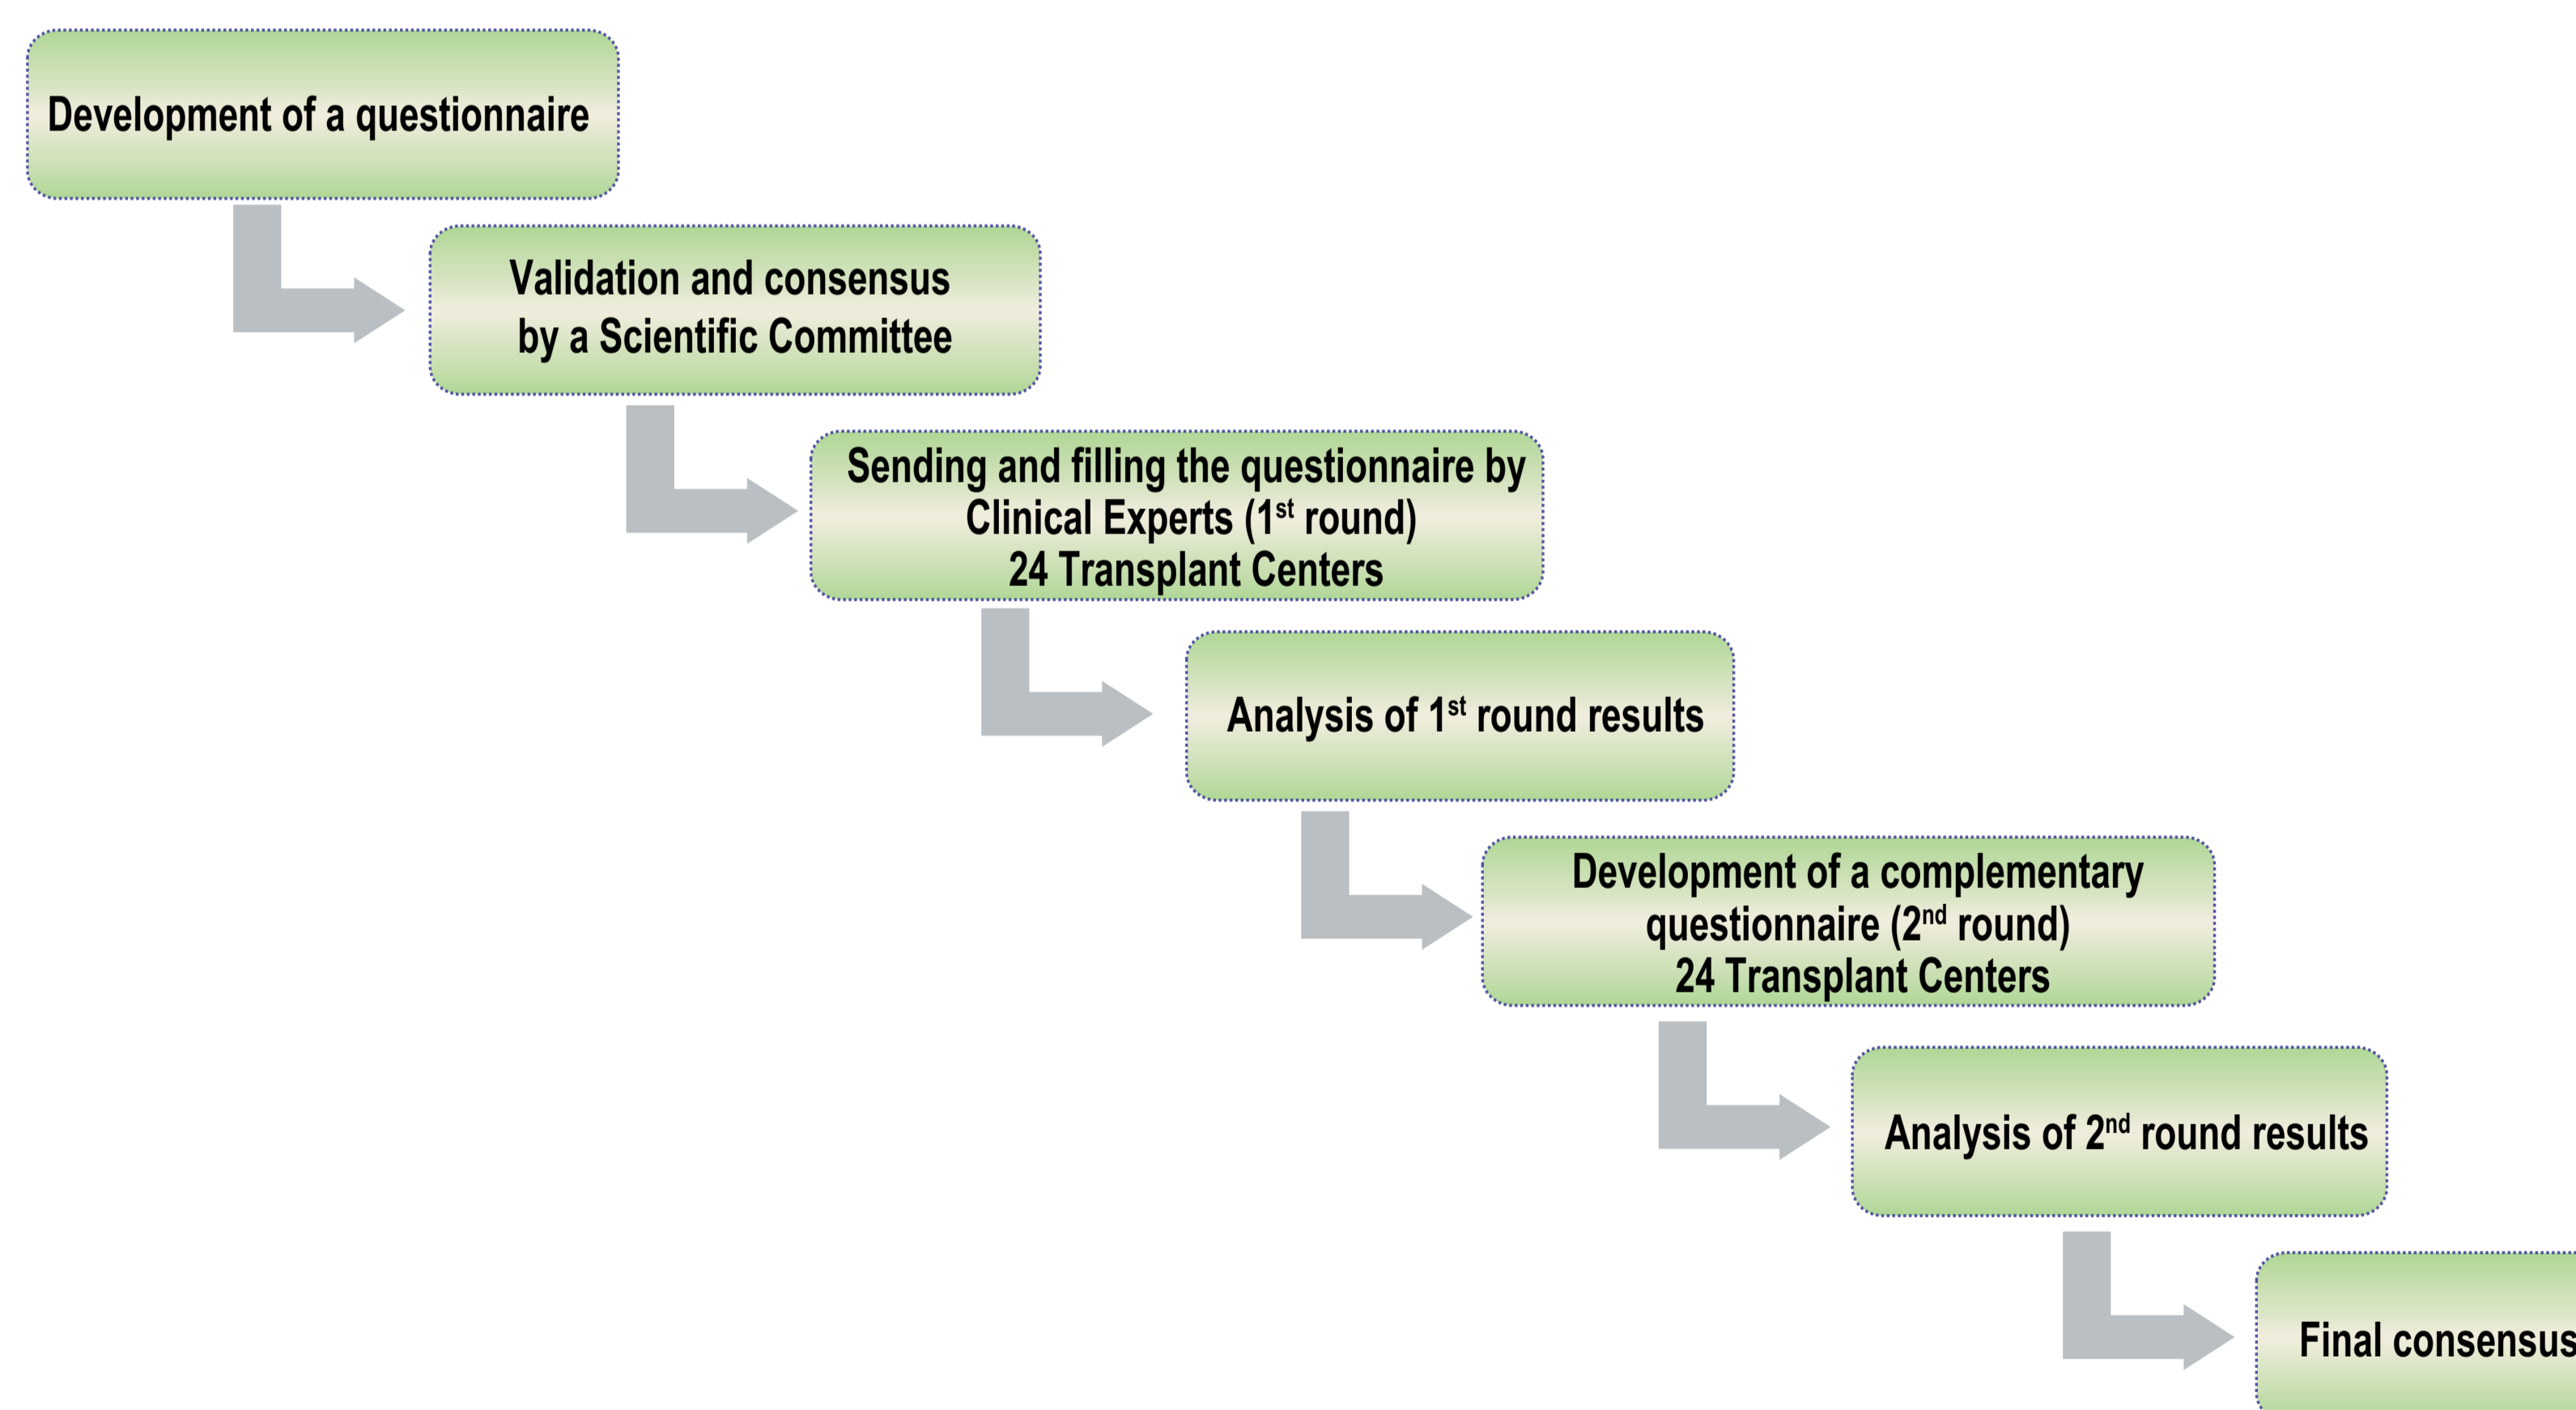 Development of a questionnaire
Validation and consensus
by a Scientific Committee
Sending and filling the questionnaire by
Clinical Experts (1st round)
24 Transplant Centers
Analysis of 1st round results
Development of a complementary
questionnaire (2nd round)
24 Transplant Centers
Analysis of 2nd round results
Final consensus